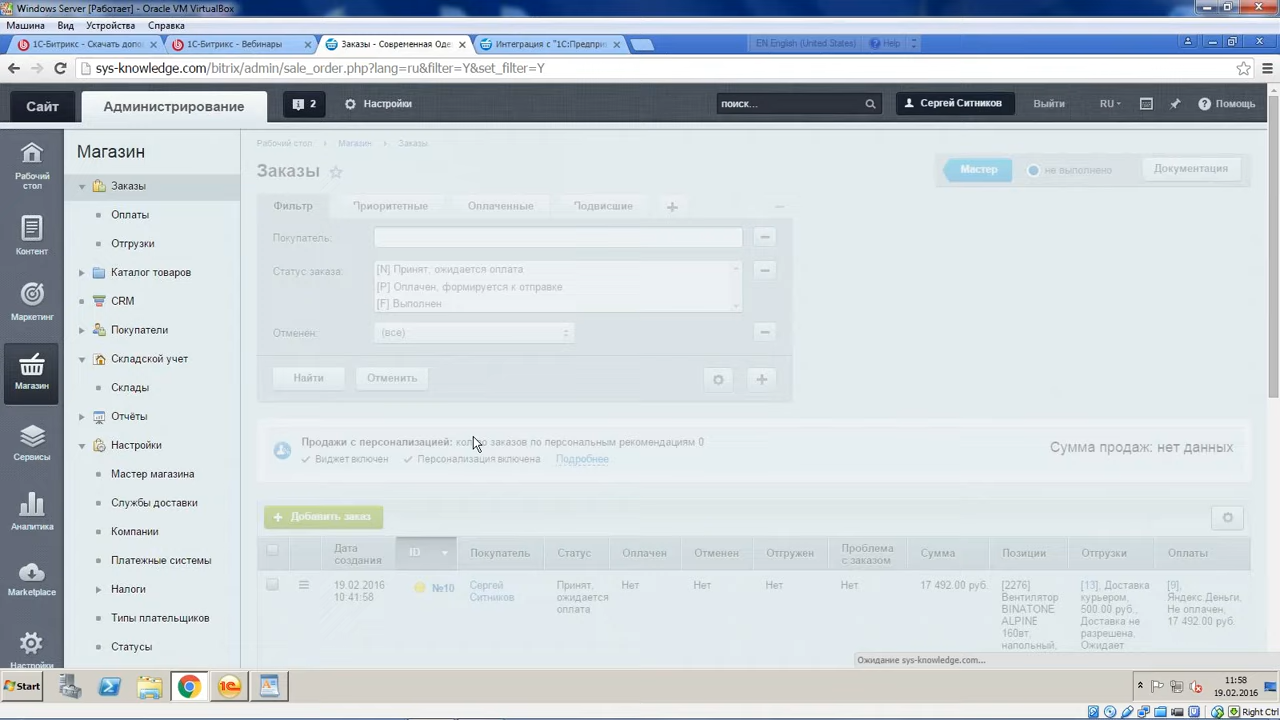 Windows Server [Работает] - Oracle VM VirtualBox
Машина Вид Устройства Справка
1С-Битрикс - Скачать допо
1С-Битрикс - Вебинары
Заказы - Современная Оде
Интеграция с "1С:Предпри
EN English (United States) Help
sys-knowledge.com/bitrix/admin/sale_order.php?lang=ru&filter=Y&set_filter=Y
Сайт
Администрирование
2
Настройки
поиск...
Сергей Ситников
Выйти
RU
Помощь
Рабочий стол
Контент
Маркетинг
Магазин
Сервисы
Аналитика
Marketplace
Настройки
Магазин
Заказы
Оплаты
Отгрузки
Каталог товаров
CRM
Покупатели
Складской учет
Склады
Отчёты
Настройки
Мастер магазина
Службы доставки
Компании
Платежные системы
Налоги
Типы плательщиков
Статусы
Рабочий стол Магазин Заказы
Заказы
Мастер
не выполнено
Документация
Фильтр Приоритетные Оплаченные Подвисшие
Покупатель:
Статус заказа:
[N] Принят, ожидается оплата
[P] Оплачен, формируется к отправке
[F] Выполнен
Отменен:
(все)
Найти
Отменить
Продажи с персонализацией: кол-во заказов по персональным рекомендациям 0
Виджет включен Персонализация включена Подробнее
Сумма продаж: нет данных
Добавить заказ
Дата создания
ID
Покупатель
Статус
Оплачен
Отменен
Отгружен
Проблема с заказом
Сумма
Позиции
Отгрузки
Оплаты
19.02.2016
10:41:58
№10
Сергей
Ситников
Принят,
ожидается
оплата
Нет
Нет
Нет
Нет
17 492.00 руб.
[2276]
Вентилятор
BINATONE
ALPINE
160вт,
напольный,
[13], Доставка
курьером,
500.00 руб.,
Доставка не
разрешена,
Ожидает
[9],
Яндекс.Деньги,
Не оплачен,
17 492.00 руб.
Ожидание sys-knowledge.com...
Start
11:58
19.02.2016
Right Ctrl